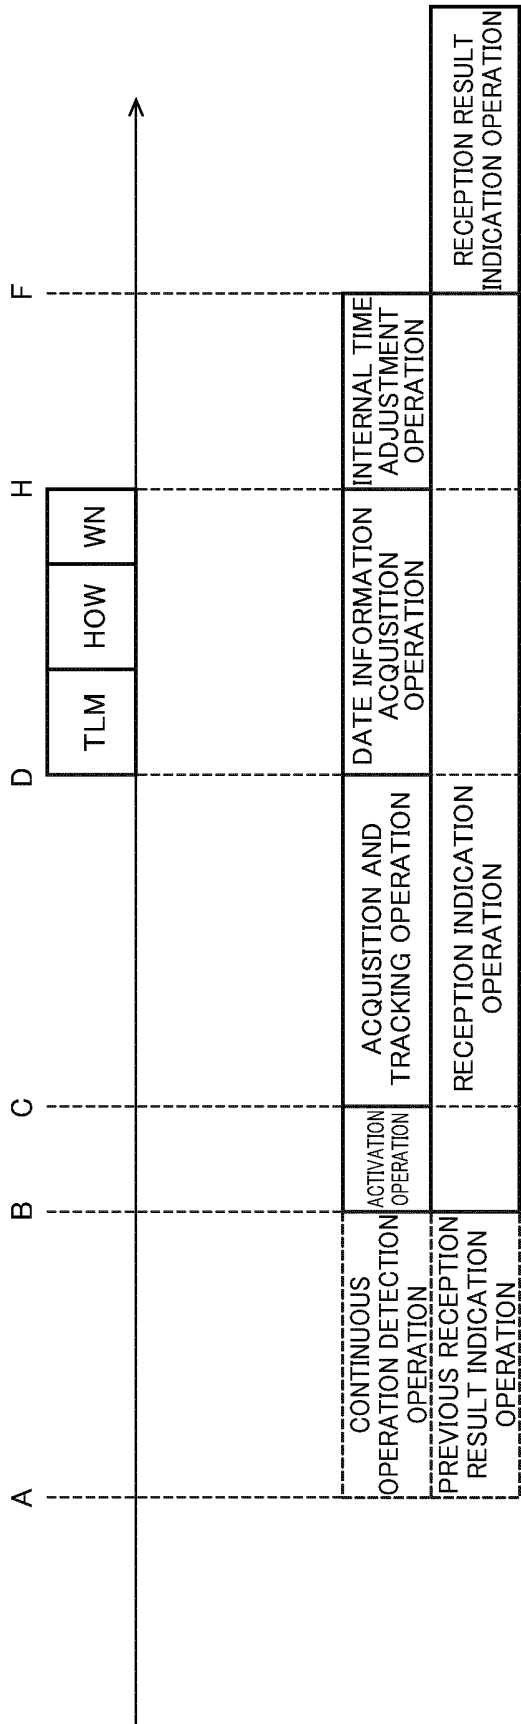 A
B
C
D
H
F
TLM
HOW
WN
CONTINUOUS
OPERATION DETECTION
OPERATION
ACTIVATION
OPERATION
ACQUISITION AND
TRACKING OPERATION
DATE INFORMATION
ACQUISITION
OPERATION
INTERNAL TIME
ADJUSTMENT
OPERATION
PREVIOUS RECEPTION
RESULT INDICATION
OPERATION
RECEPTION INDICATION
OPERATION
RECEPTION RESULT
INDICATION OPERATION